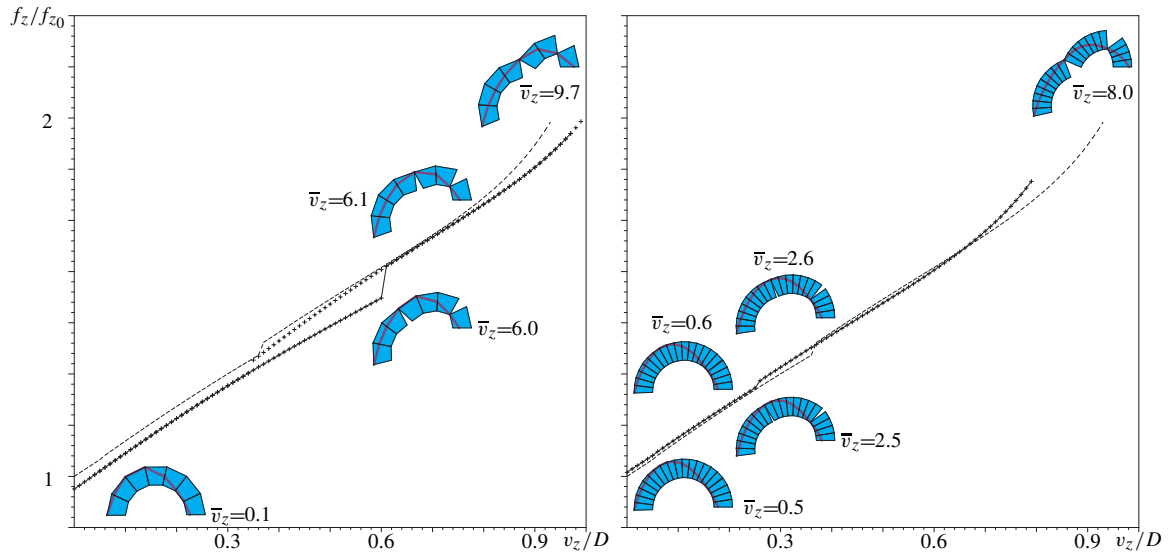 f_z/f_{z_0}
v̅_z=9.7
v̅_z=8.0
2
v̅_z=6.1
v̅_z=2.6
v̅_z=0.6
v̅_z=6.0
v̅_z=2.5
1
v̅_z=0.1
v̅_z=0.5
0.3 0.6 0.9 v_z/D
0.3 0.6 0.9 v_z/D